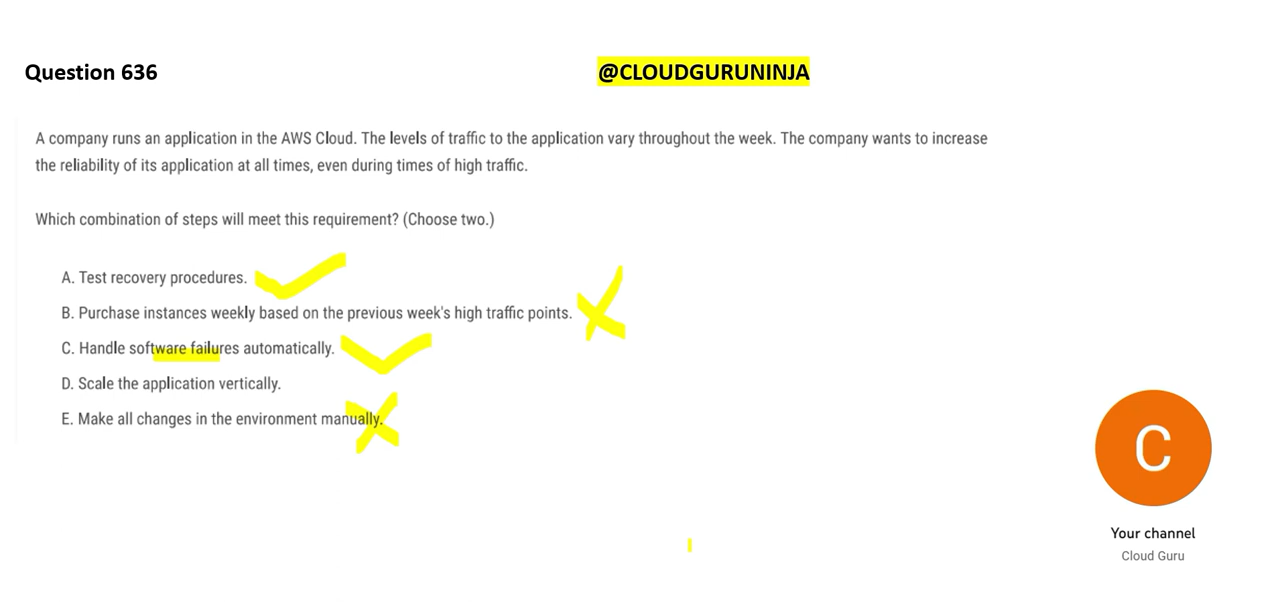 Question 636
@CLOUDGURUNINJA
A company runs an application in the AWS Cloud. The levels of traffic to the application vary throughout the week. The company wants to increase
the reliability of its application at all times, even during times of high traffic.
Which combination of steps will meet this requirement? (Choose two.)
A. Test recovery procedures.
B. Purchase instances weekly based on the previous week's high traffic points.
C. Handle software failures automatically.
D. Scale the application vertically.
E. Make all changes in the environment manually.
C
Your channel
Cloud Guru